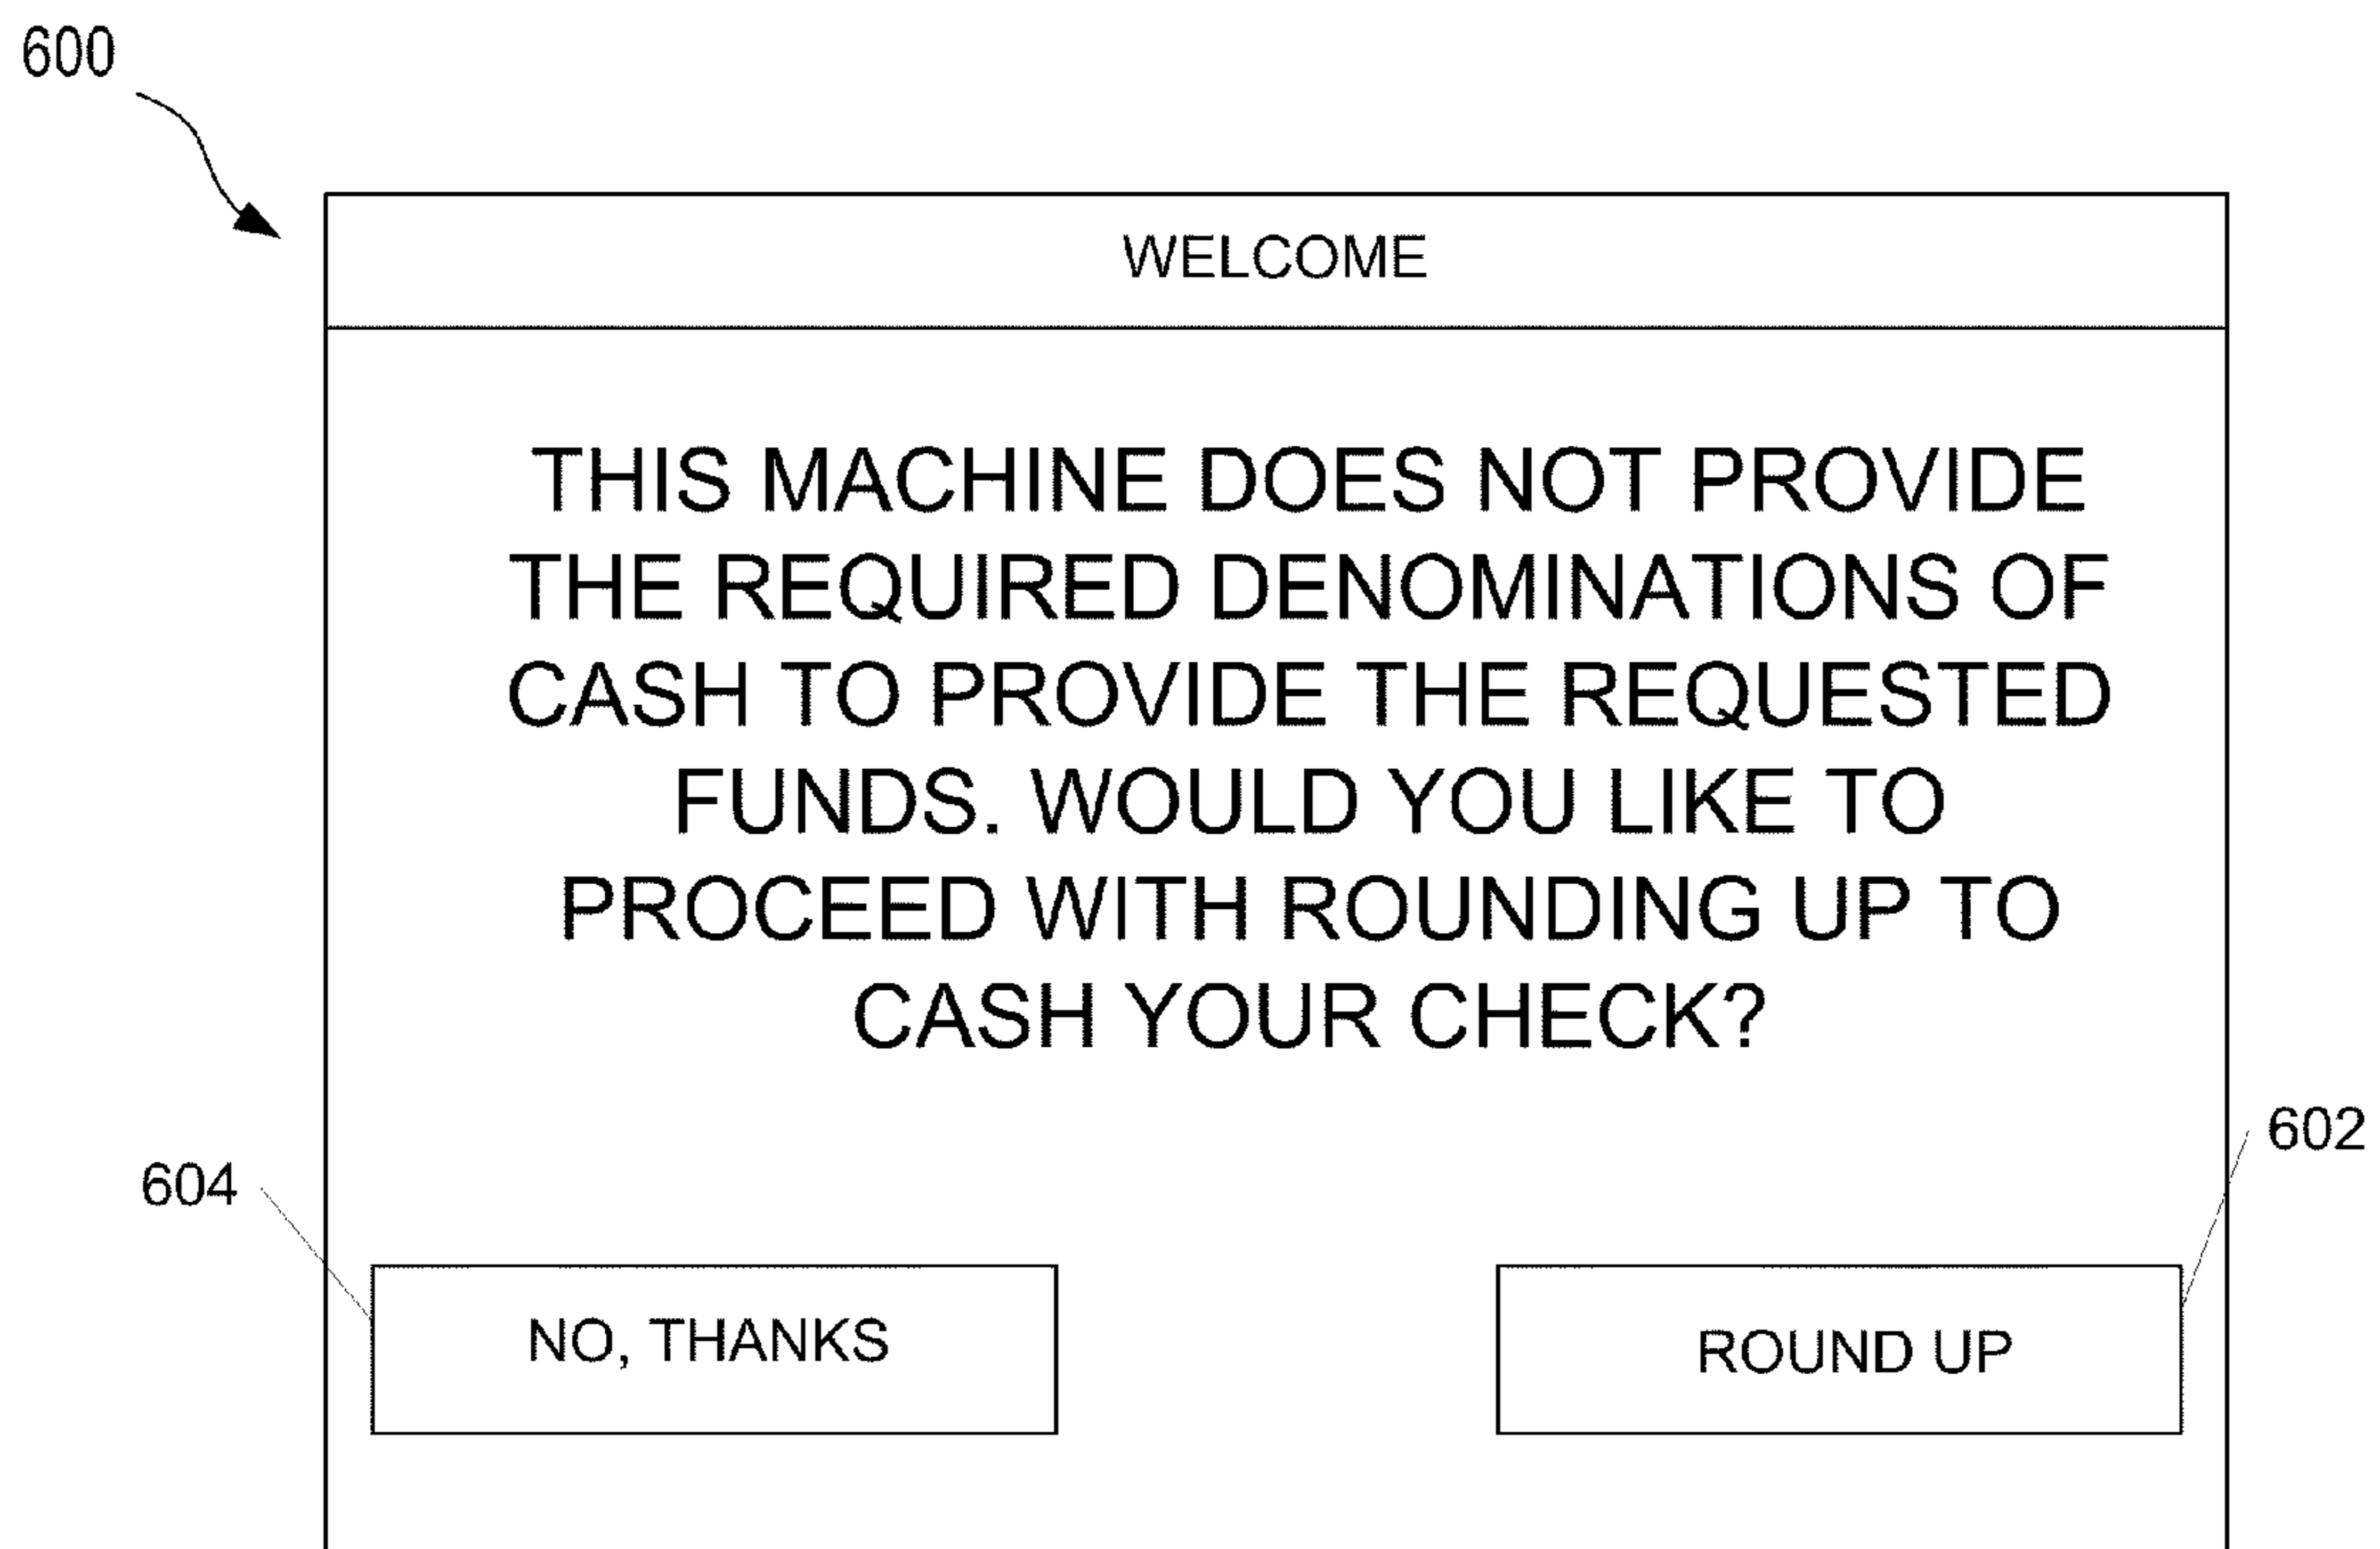 600
WELCOME
THIS MACHINE DOES NOT PROVIDE
THE REQUIRED DENOMINATIONS OF
CASH TO PROVIDE THE REQUESTED
FUNDS. WOULD YOU LIKE TO
PROCEED WITH ROUNDING UP TO
CASH YOUR CHECK?
602
604
NO, THANKS
ROUND UP